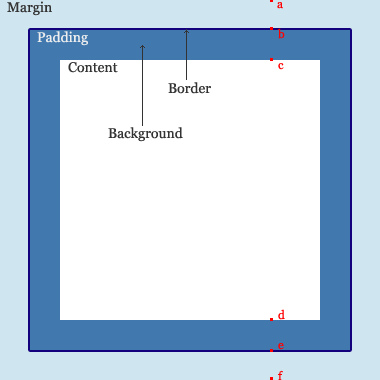 Margin
a
b
Padding
c
Content
Border
Background
d
e
f